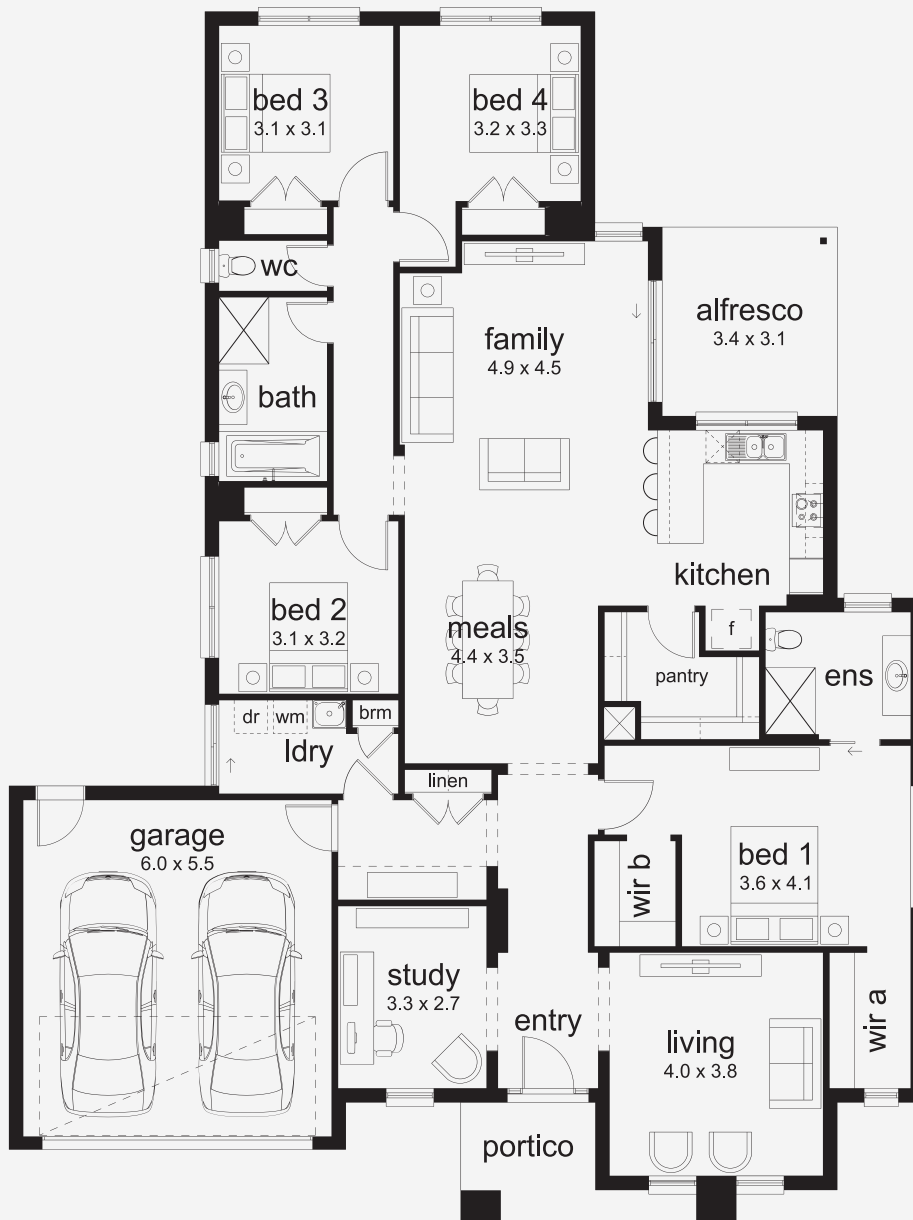 bed 3
3.1 x 3.1
bed 4
3.2 x 3.3
wc
alfresco
3.4 x 3.1
family
4.9 x 4.5
bath
kitchen
bed 2
3.1 x 3.2
meals
4.4 x 3.5
f
pantry
ens
dr
wm
brm
ldry
linen
garage
6.0 x 5.5
bed 1
3.6 x 4.1
wir b
study
3.3 x 2.7
entry
living
4.0 x 3.8
wir a
portico